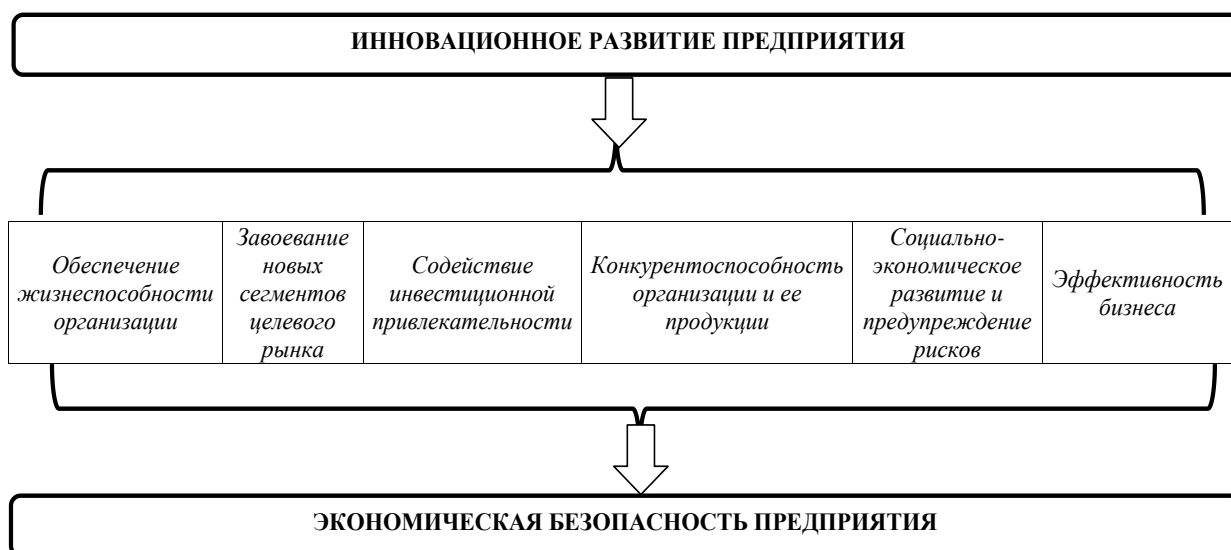 ИННОВАЦИОННОЕ РАЗВИТИЕ ПРЕДПРИЯТИЯ
Обеспечение
жизнеспособности
организации
Завоевание
новых
сегментов
целевого
рынка
Содействие
инвестиционной
привлекательности
Конкурентоспособность
организации и ее
продукции
Социально-
экономическое
развитие и
предупреждение
рисков
Эффективность
бизнеса
ЭКОНОМИЧЕСКАЯ БЕЗОПАСНОСТЬ ПРЕДПРИЯТИЯ